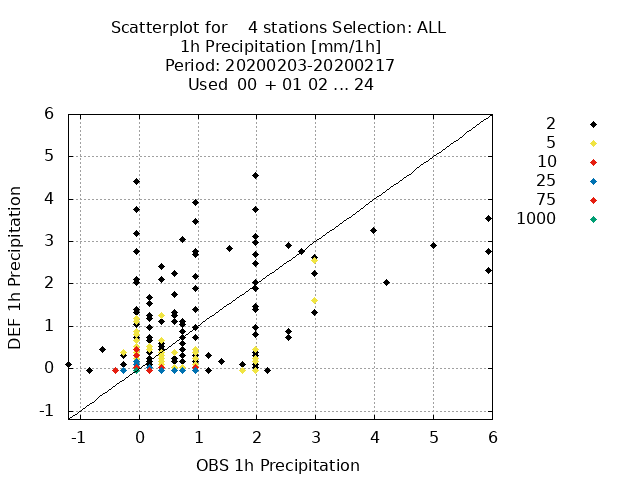 Scatterplot for 4 stations Selection: ALL
1h Precipitation [mm/1h]
Period: 20200203-20200217
Used 00 + 01 02 ... 24
6
5
4
3
2
1
0
-1
DEF 1h Precipitation
-1 0 1 2 3 4 5 6
OBS 1h Precipitation
2
5
10
25
75
1000